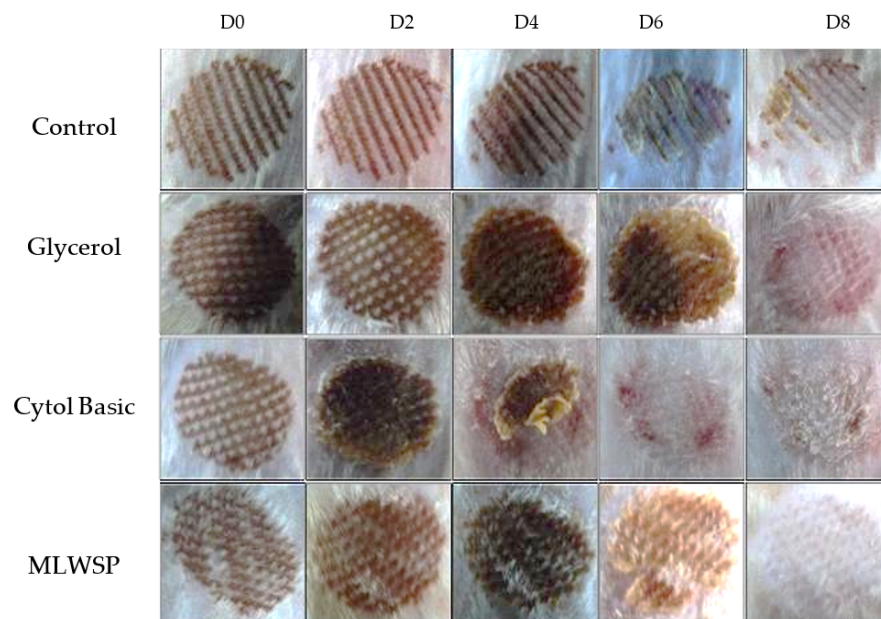 D0 D2 D4 D6 D8
Control
Glycerol
Cytol Basic
MLWSP